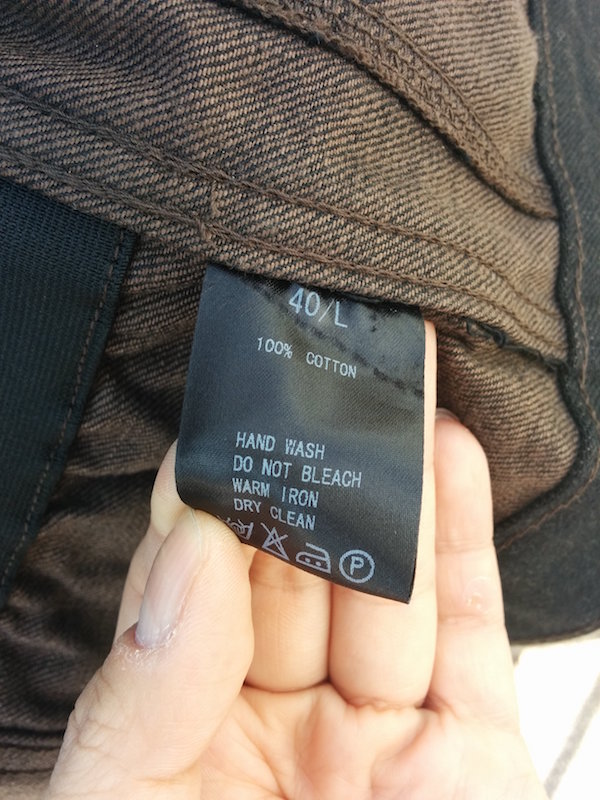 40/L
100% COTTON
HAND WASH
DO NOT BLEACH
WARM IRON
DRY CLEAN
P